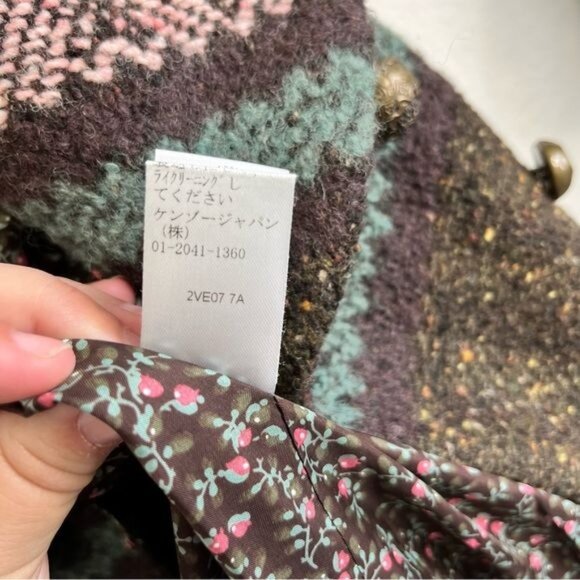 ライクリーニングし
てください
ケンゾージャパン
（株）
01-2041-1360
2VE07 7A